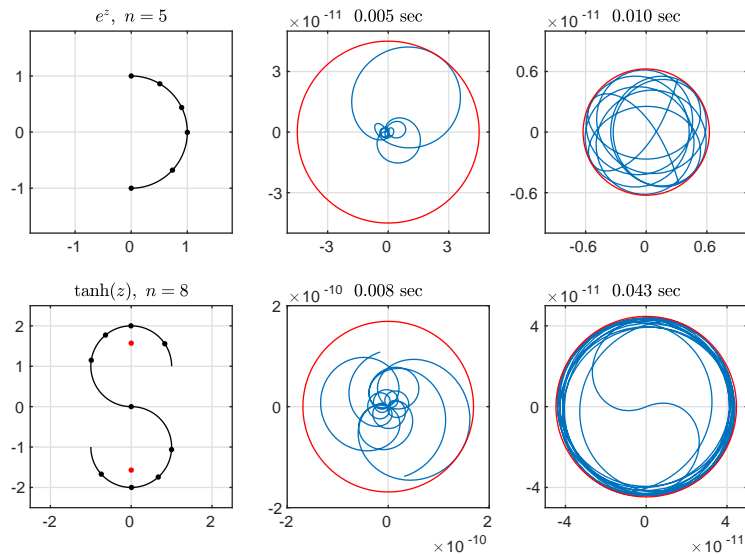 e^z, n = 5
0.005 sec
0.010 sec
× 10 -11
× 10 -11
1
0
-1
-1 0 1
3
0
-3
-3 0 3
0.6
0
-0.6
-0.6 0 0.6
tanh(z), n = 8
0.008 sec
0.043 sec
× 10 -10
× 10 -11
2
1
0
-1
-2
-2 0 2
2
0
-2
-2 0 2
× 10 -10
4
0
-4
-4 0 4
× 10 -11